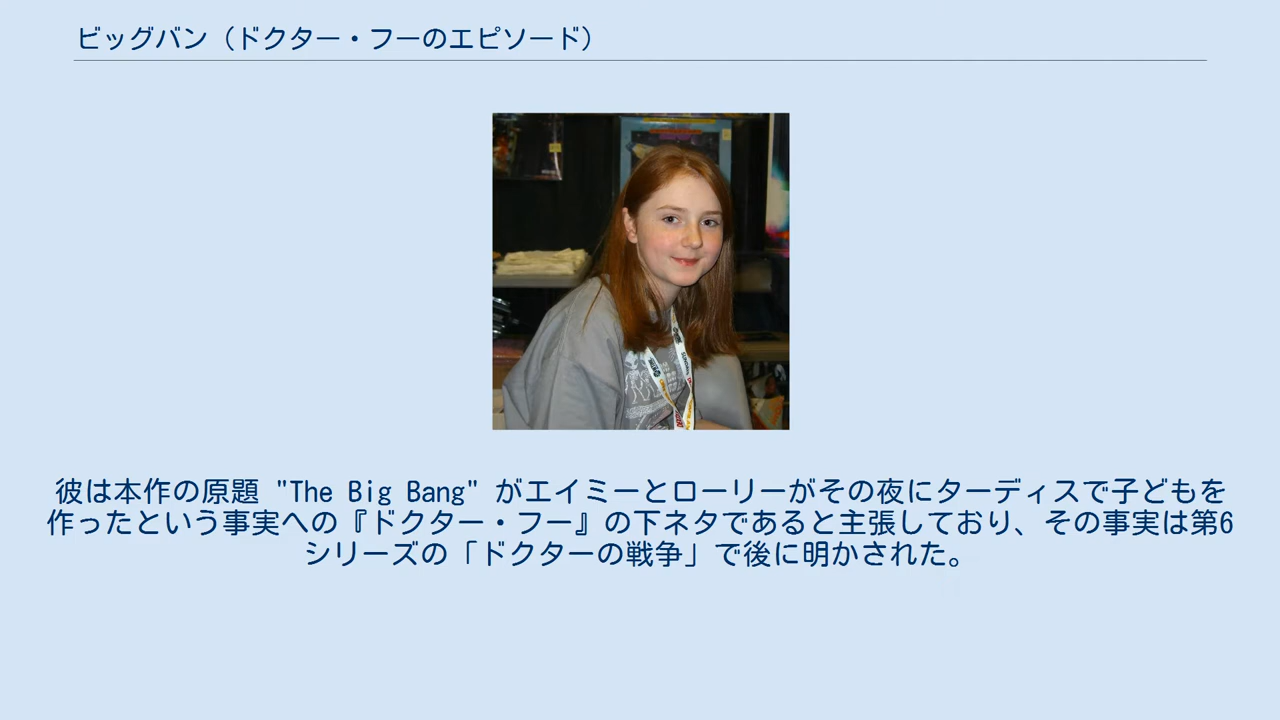 ビッグバン（ドクター・フーのエピソード）
彼は本作の原題 "The Big Bang" がエイミーとローリーがその夜にターディスで子どもを
作ったという事実への『ドクター・フー』の下ネタであると主張しており、その事実は第6
シリーズの「ドクターの戦争」で後に明かされた。